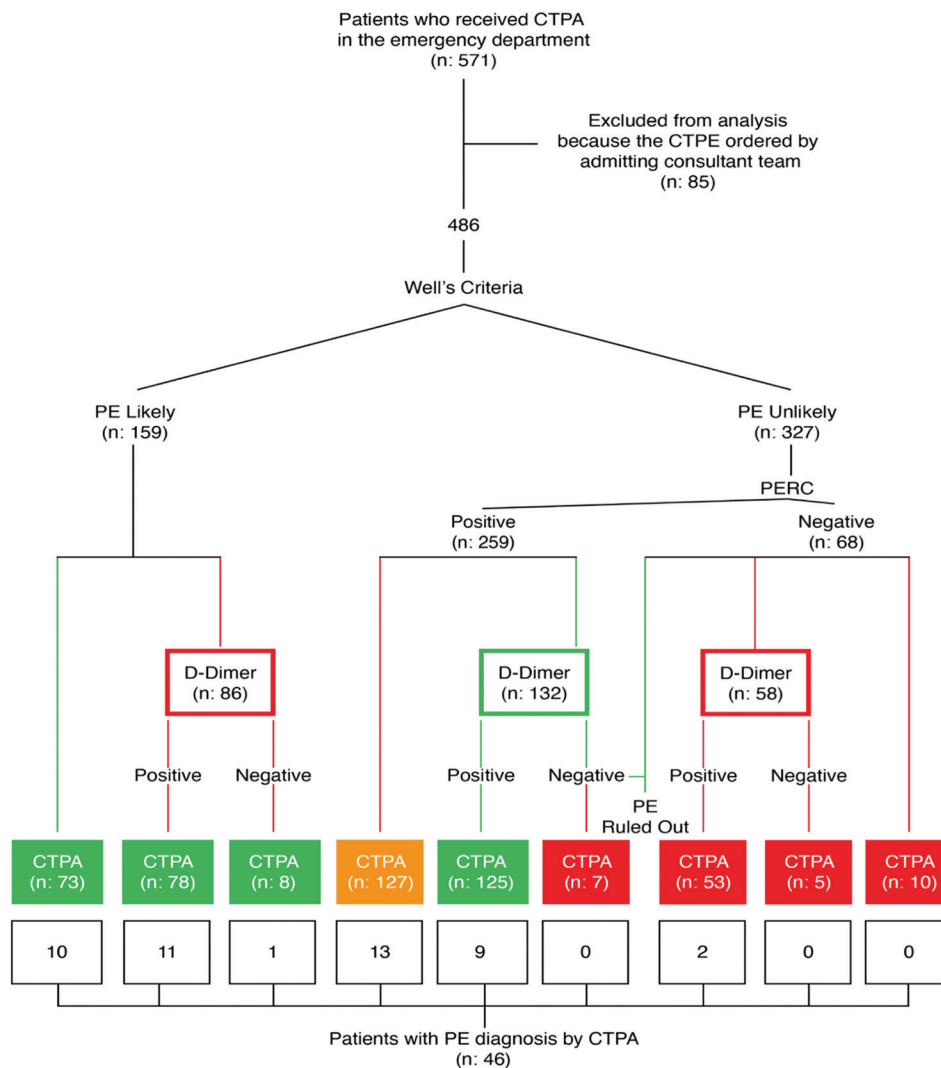 Patients who received CTPA
in the emergency department
(n: 571)
Excluded from analysis
because the CTPE ordered by
admitting consultant team
(n: 85)
486
Well's Criteria
PE Likely
(n: 159)
PE Unlikely
(n: 327)
PERC
Positive
(n: 259)
Negative
(n: 68)
D-Dimer
(n: 86)
D-Dimer
(n: 132)
D-Dimer
(n: 58)
Positive
Negative
Positive
Negative
Positive
Negative
PE
Ruled Out
CTPA
(n: 73)
CTPA
(n: 78)
CTPA
(n: 8)
CTPA
(n: 127)
CTPA
(n: 125)
CTPA
(n: 7)
CTPA
(n: 53)
CTPA
(n: 5)
CTPA
(n: 10)
10
11
1
13
9
0
2
0
0
Patients with PE diagnosis by CTPA
(n: 46)